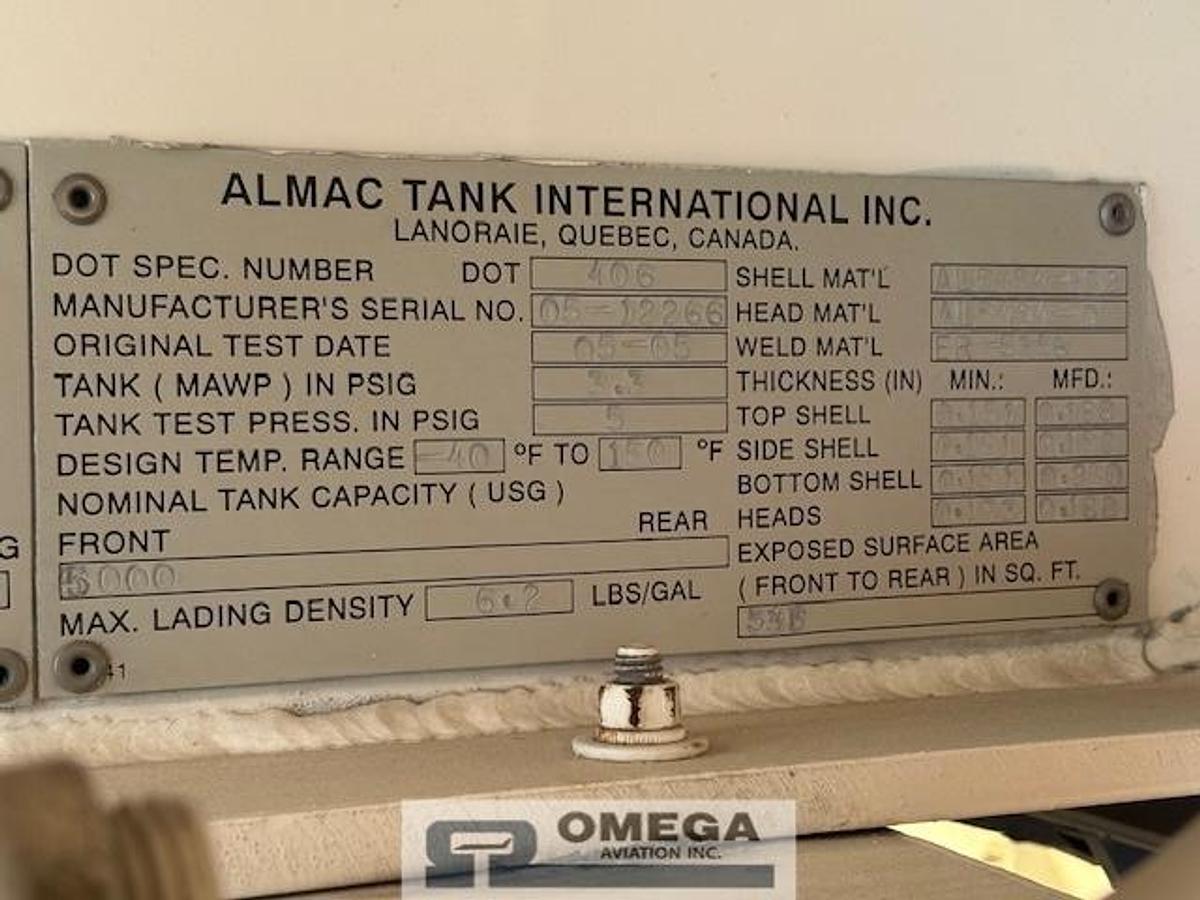 ALMAC TANK INTERNATIONAL INC.
LANORAIE, QUEBEC, CANADA.
DOT SPEC. NUMBER DOT 406
MANUFACTURER'S SERIAL NO. 05-12266
ORIGINAL TEST DATE 05-05
TANK ( MAWP ) IN PSIG 3.3
TANK TEST PRESS. IN PSIG 5
DESIGN TEMP. RANGE -40 °F TO 150 °F
NOMINAL TANK CAPACITY ( USG )
FRONT REAR
5000
MAX. LADING DENSITY 6.2 LBS/GAL
41
SHELL MAT'L
HEAD MAT'L
WELD MAT'L
THICKNESS (IN) MIN.: MFD.:
TOP SHELL
SIDE SHELL
BOTTOM SHELL
HEADS
EXPOSED SURFACE AREA
( FRONT TO REAR ) IN SQ. FT.
G
OMEGA
AVIATION INC.